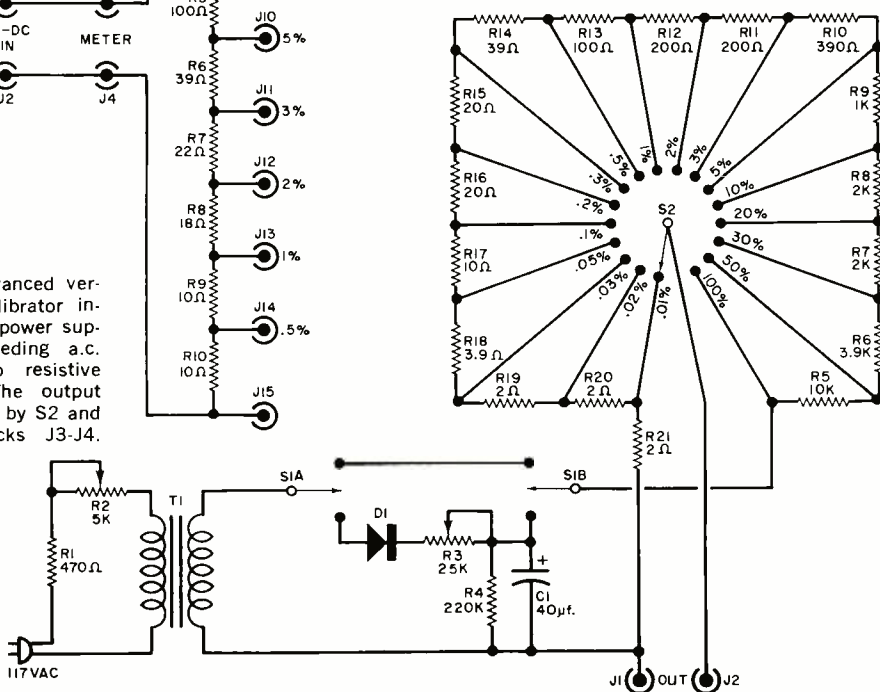 -DC
IN
METER
J2
J4
100Ω
J10
5%
R6
39Ω
J11
3%
R7
22Ω
J12
2%
R8
18Ω
J13
1%
R9
10Ω
J14
.5%
R10
10Ω
J15
R14
39Ω
R13
100Ω
R12
200Ω
R11
200Ω
R10
390Ω
R15
20Ω
R9
1K
R16
20Ω
R8
2K
R17
10Ω
R7
2K
R18
3.9Ω
R6
3.9K
R19
2Ω
R20
2Ω
R5
10K
R21
2Ω
S2
.01%
.02%
.03%
.05%
.1%
.2%
.3%
.5%
1%
2%
3%
5%
10%
20%
30%
50%
100%
anced ver-
librator in-
power sup-
eding a.c.
resistive
he output
by S2 and
cks J3-J4.
R2
5K
T1
S1A
S1B
D1
R3
25K
R1
470Ω
R4
220K
+
C1
40µf.
117VAC
J1
OUT
J2